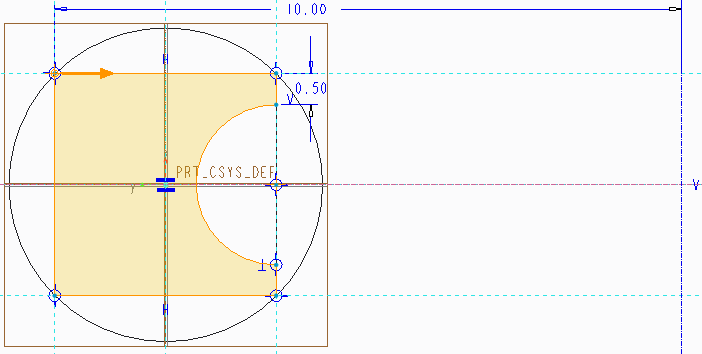 10.00
0.50
V
H
PRT_CSYS_DEF
y
V
H